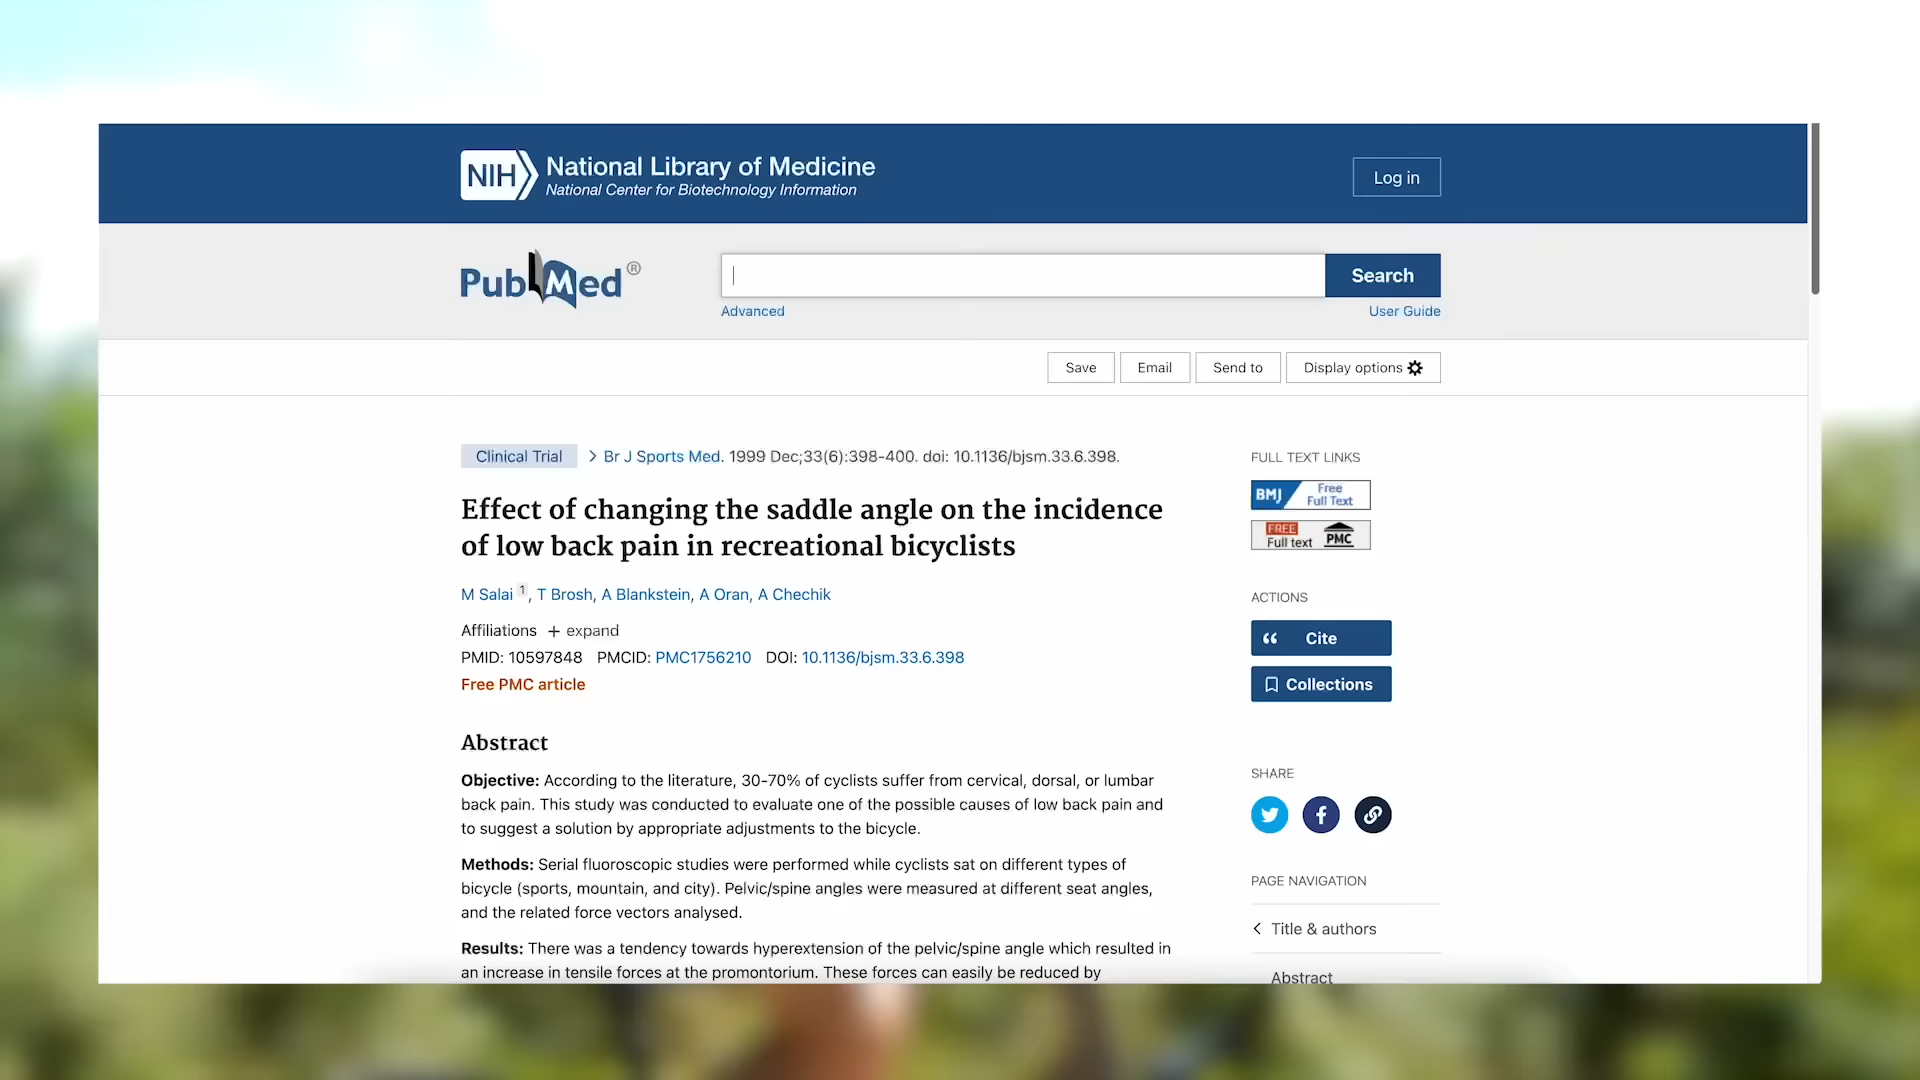 NIH National Library of Medicine
National Center for Biotechnology Information
Log in
PubMed®
Search
Advanced
User Guide
Save
Email
Send to
Display options
Clinical Trial
Br J Sports Med. 1999 Dec;33(6):398-400. doi: 10.1136/bjsm.33.6.398.
Effect of changing the saddle angle on the incidence
of low back pain in recreational bicyclists
M Salai 1, T Brosh, A Blankstein, A Oran, A Chechik
Affiliations + expand
PMID: 10597848 PMCID: PMC1756210 DOI: 10.1136/bjsm.33.6.398
Free PMC article
Abstract
Objective: According to the literature, 30-70% of cyclists suffer from cervical, dorsal, or lumbar
back pain. This study was conducted to evaluate one of the possible causes of low back pain and
to suggest a solution by appropriate adjustments to the bicycle.
Methods: Serial fluoroscopic studies were performed while cyclists sat on different types of
bicycle (sports, mountain, and city). Pelvic/spine angles were measured at different seat angles,
and the related force vectors analysed.
Results: There was a tendency towards hyperextension of the pelvic/spine angle which resulted in
an increase in tensile forces at the promontorium. These forces can easily be reduced by
FULL TEXT LINKS
BMJ Free
Full Text
FREE
Full text PMC
ACTIONS
Cite
Collections
SHARE
PAGE NAVIGATION
Title & authors
Abstract